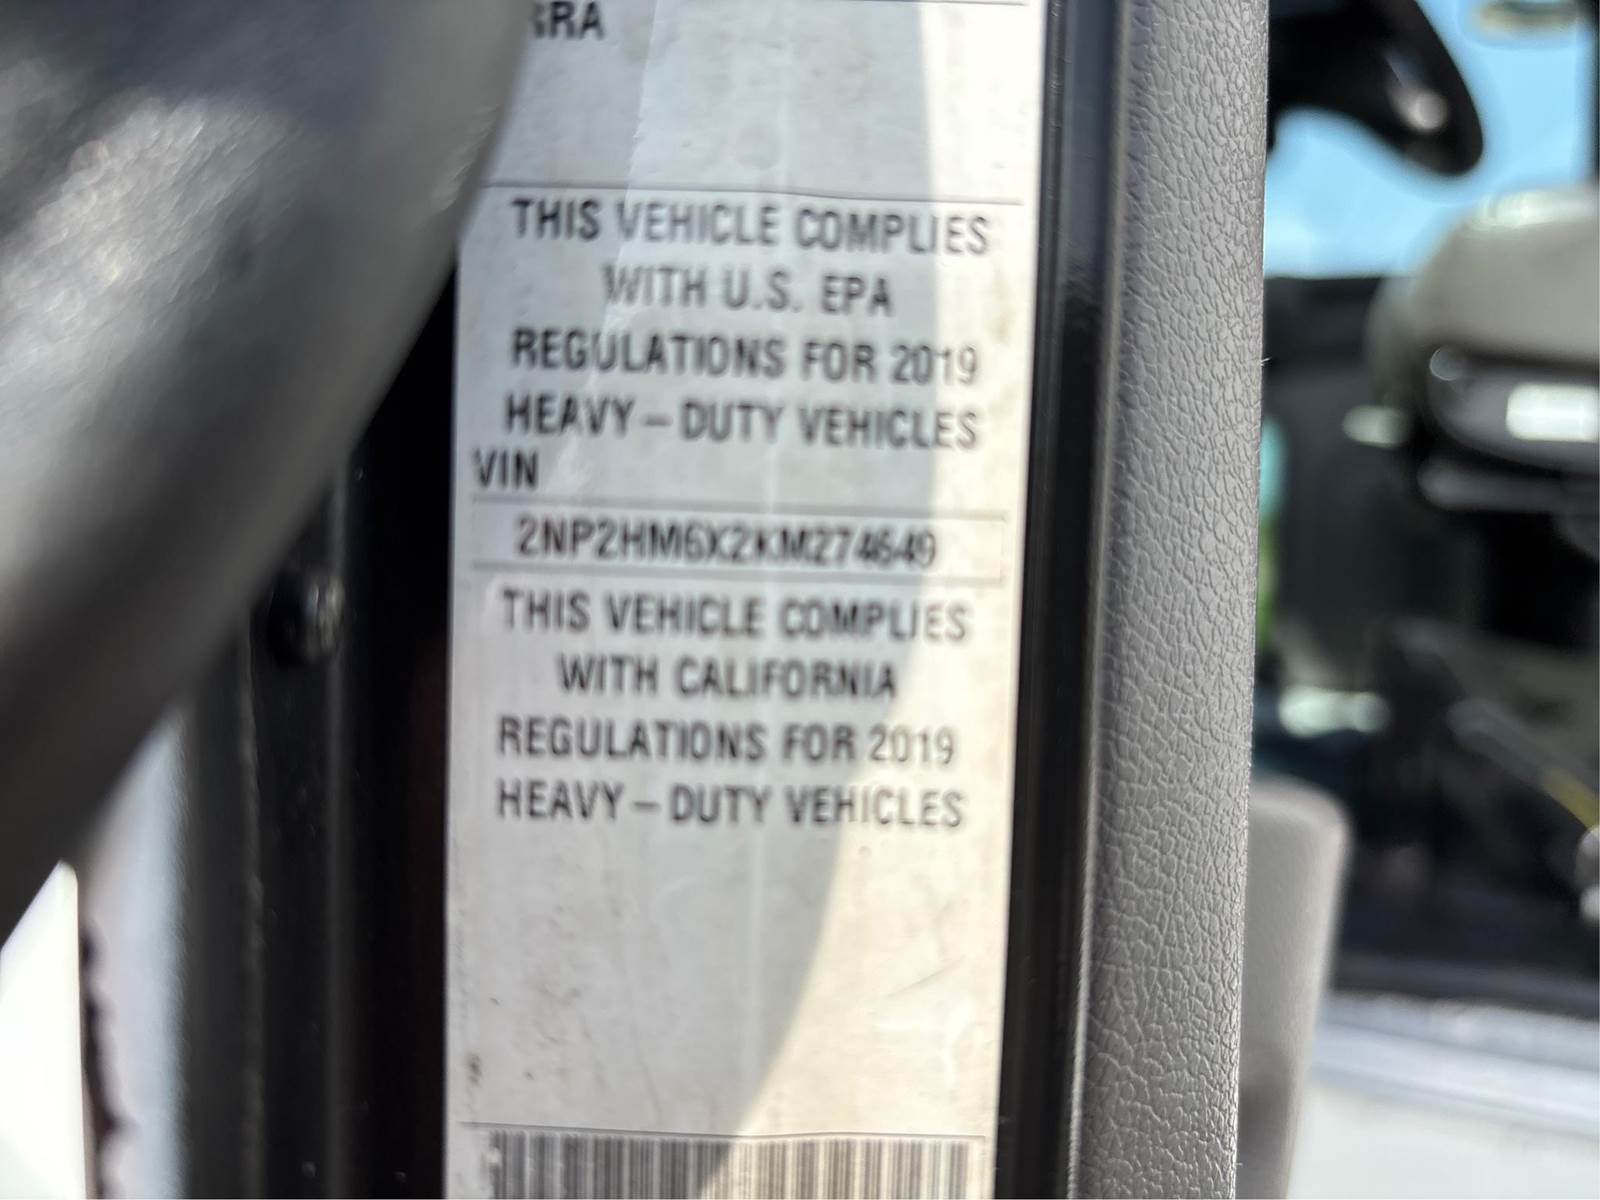 THIS VEHICLE COMPLIES
WITH U.S. EPA
REGULATIONS FOR 2019
HEAVY-DUTY VEHICLES
VIN
2NP2HM6X2KM274649
THIS VEHICLE COMPLIES
WITH CALIFORNIA
REGULATIONS FOR 2019
HEAVY-DUTY VEHICLES